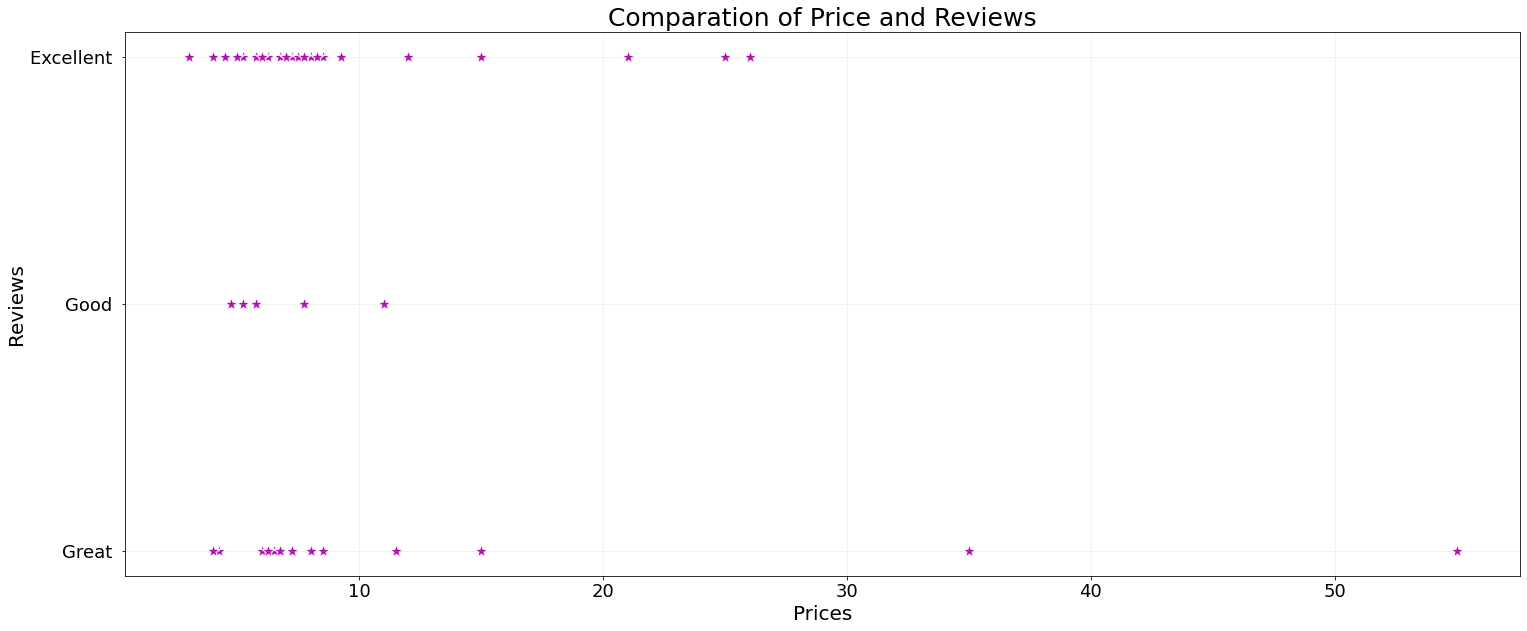 Comparation of Price and Reviews
Excellent
Good
Great
Reviews
10 20 30 40 50
Prices